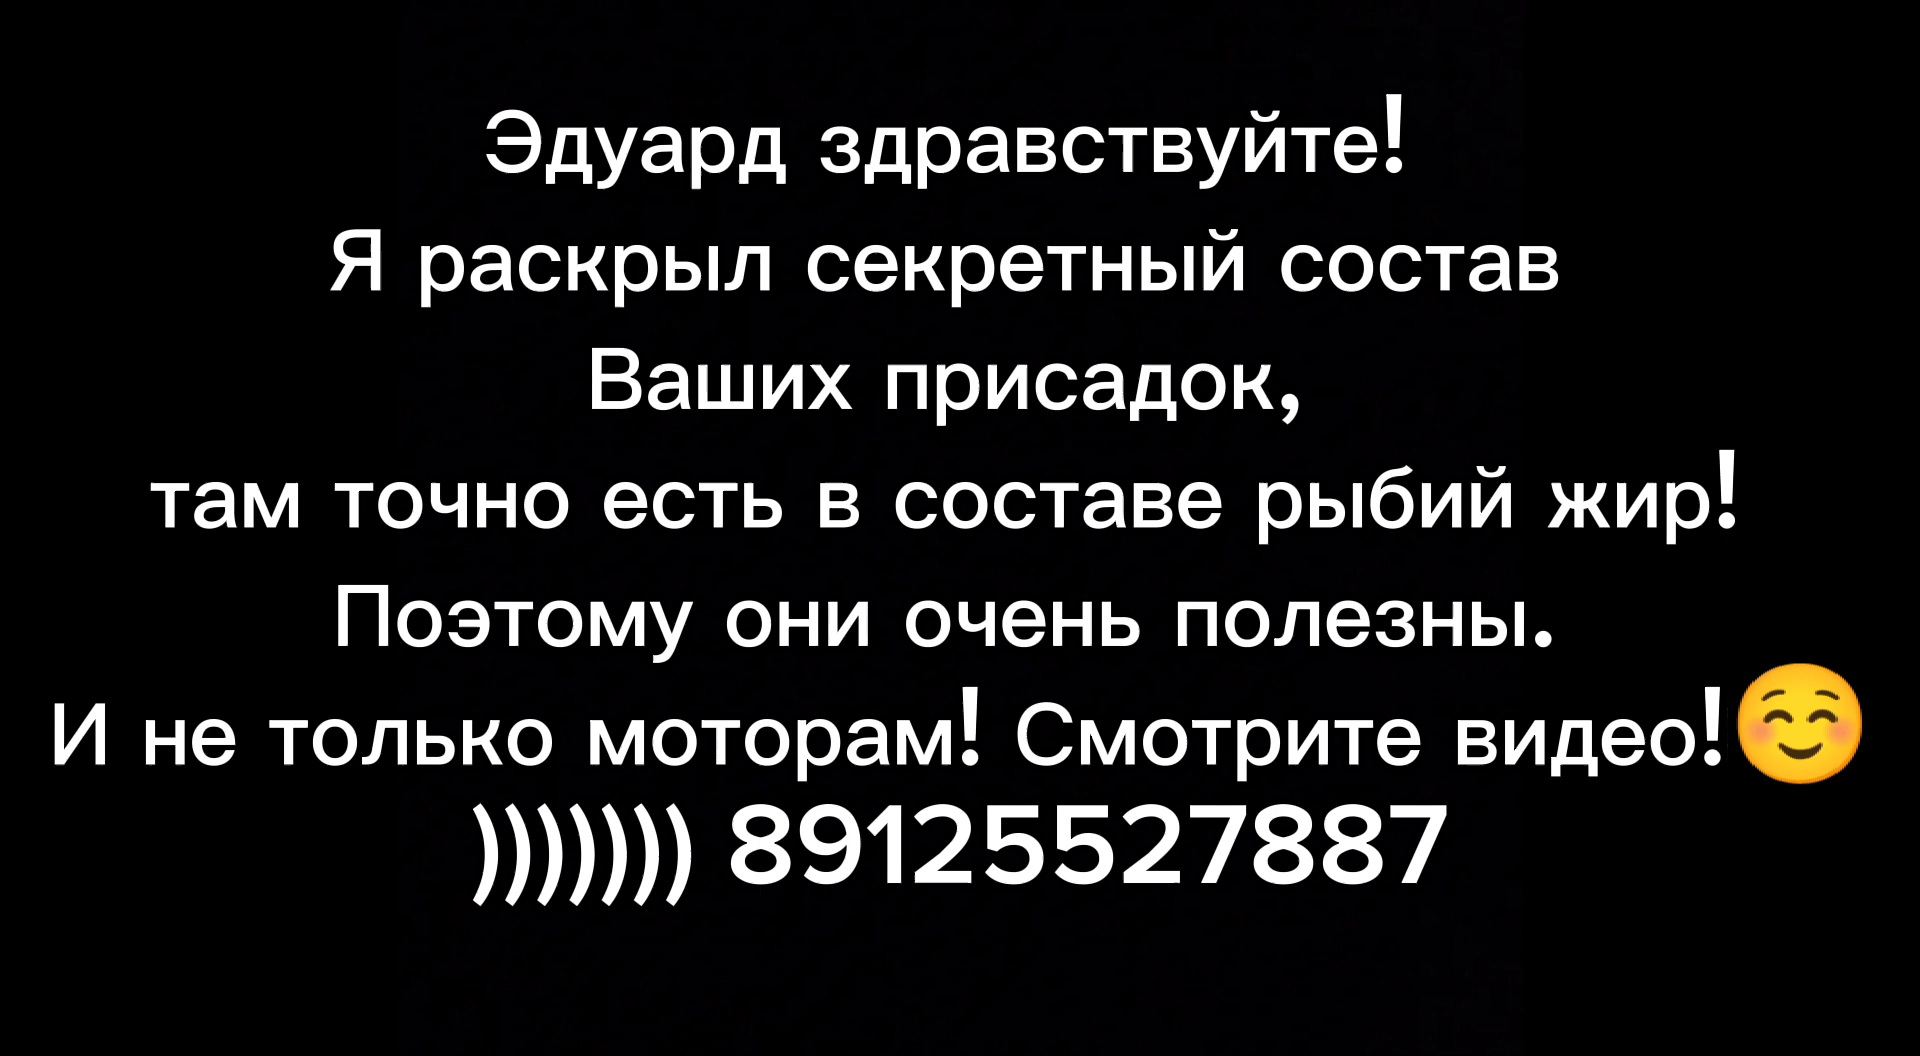 Эдуард здравствуйте!
Я раскрыл секретный состав
Ваших присадок,
там точно есть в составе рыбий жир!
Поэтому они очень полезны.
И не только моторам! Смотрите видео!☺️
))))))) 89125527887